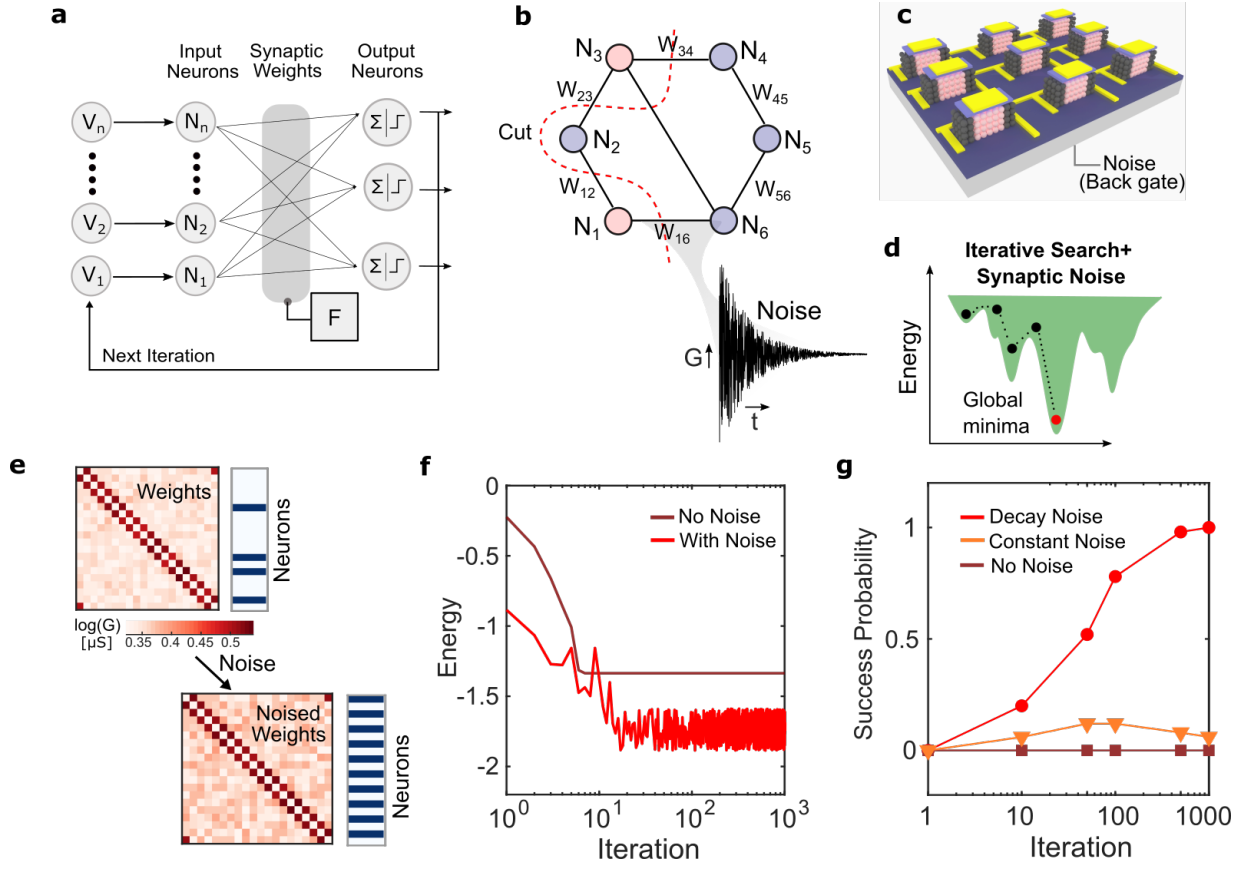 a
Input
Neurons
Synaptic
Weights
Output
Neurons
Vn
Nn
Σ
V2
N2
Σ
V1
N1
Σ
F
Next Iteration
b
N3
W34
N4
W23
W45
Cut
N2
N5
W12
W56
N1
W16
N6
Noise
G
t
c
Noise
(Back gate)
d
Iterative Search+
Synaptic Noise
Energy
Global
minima
e
Weights
Neurons
log(G)
[μS]
0.35 0.4 0.45 0.5
Noise
Noised
Weights
Neurons
f
0
-0.5
-1
-1.5
-2
Energy
No Noise
With Noise
10^0 10^1 10^2 10^3
Iteration
g
1
0.5
0
Success Probability
Decay Noise
Constant Noise
No Noise
1 10 100 1000
Iteration